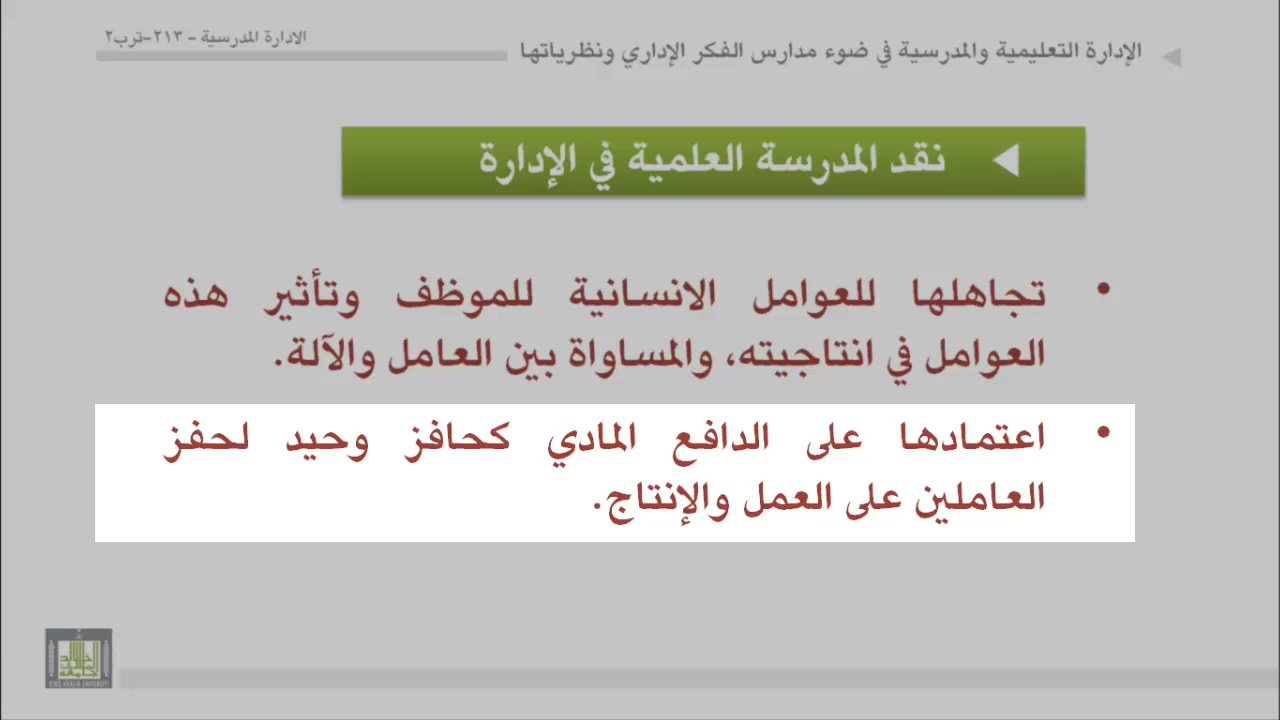 الادارة المدرسية - ٢١٣-ترب٢
الإدارة التعليمية والمدرسية في ضوء مدارس الفكر الإداري ونظرياتها
نقد المدرسة العلمية في الإدارة
• تجاهلها للعوامل الانسانية للموظف وتأثير هذه
العوامل في انتاجيته، والمساواة بين العامل والآلة.
• اعتمادها على الدافع المادي كحافز وحيد لحفز
العاملين على العمل والإنتاج.